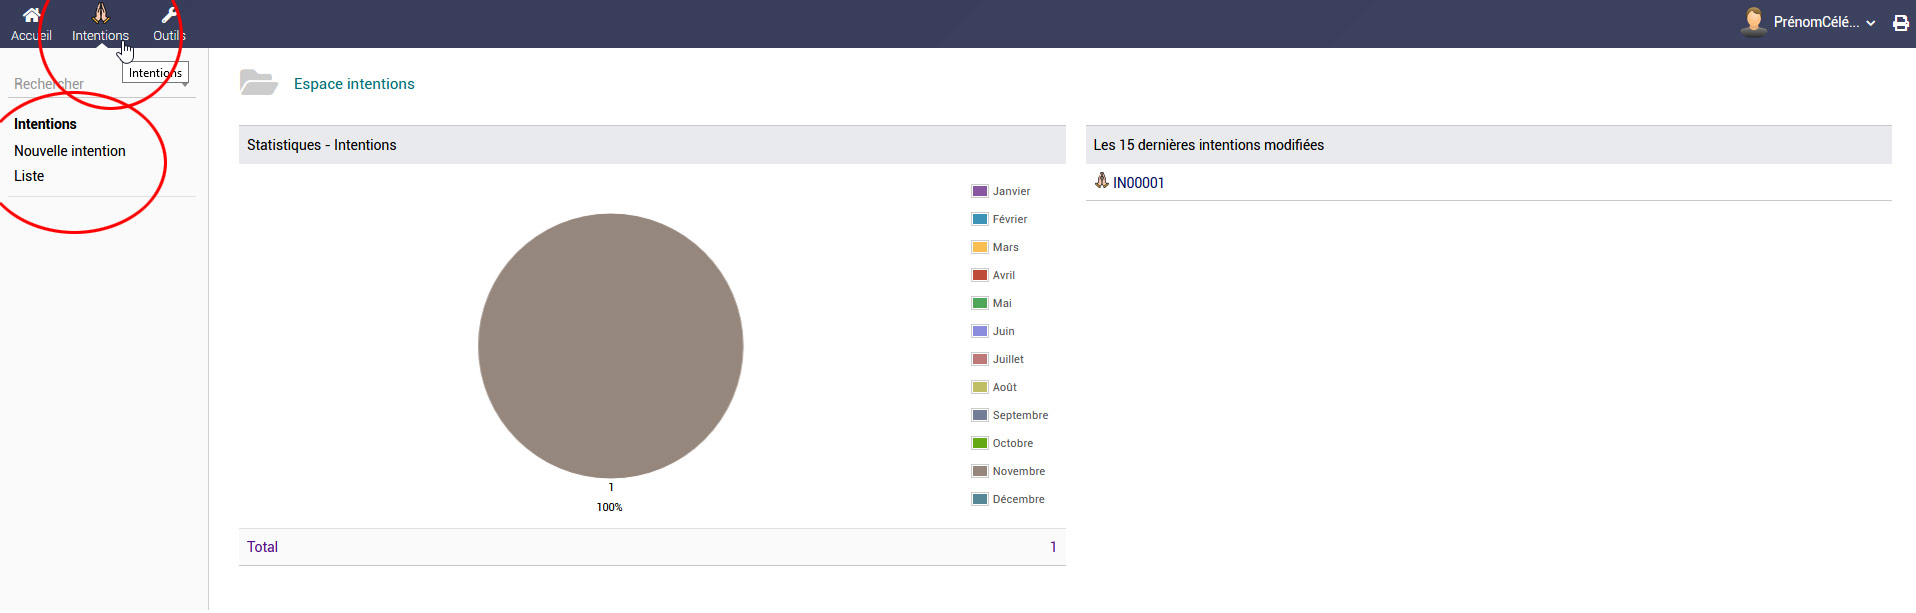 Accueil Intentions Outils PrénomCélé...
Intentions
Rechercher
Espace intentions
Intentions
Nouvelle intention
Liste
Statistiques - Intentions
Janvier
Février
Mars
Avril
Mai
Juin
Juillet
Août
Septembre
Octobre
Novembre
Décembre
1
100%
Total 1
Les 15 dernières intentions modifiées
IN00001